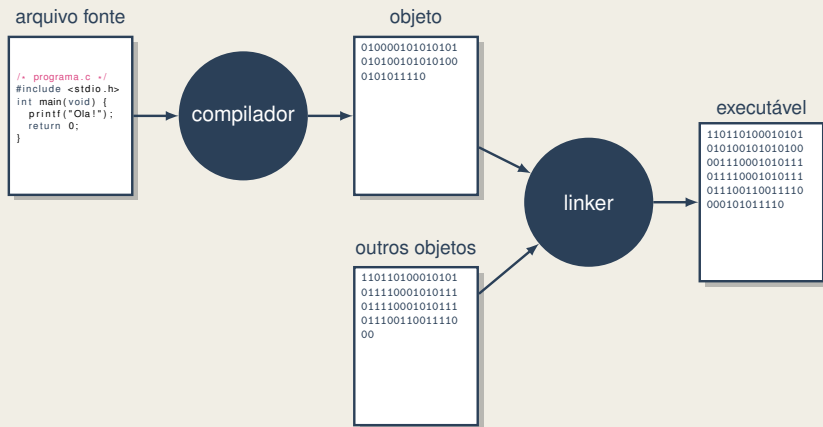 arquivo fonte
/* programa.c */
#include <stdio.h>
int main(void) {
printf("Ola!");
return 0;
}
compilador
objeto
010000101010101
010100101010100
0101011110
outros objetos
110110100010101
011110001010111
011110001010111
011100110011110
00
linker
executável
110110100010101
010100101010100
001110001010111
011110001010111
011100110011110
000101011110